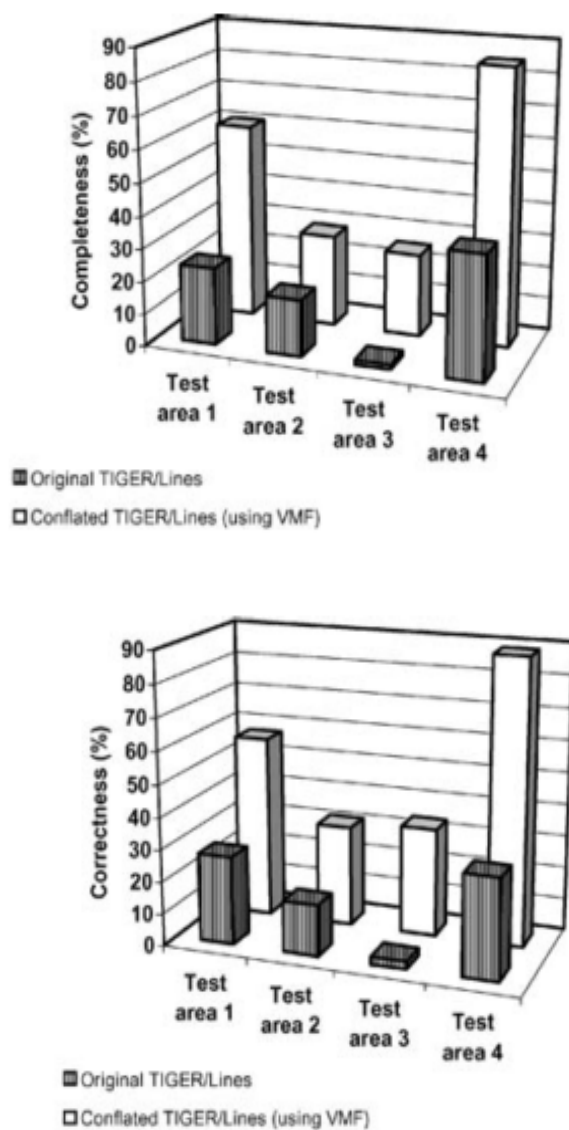 90
80
70
60
50
40
30
20
10
0
Completeness (%)
Test
area 1
Test
area 2
Test
area 3
Test
area 4
Original TIGER/Lines
Conflated TIGER/Lines (using VMF)
90
80
70
60
50
40
30
20
10
0
Correctness (%)
Test
area 1
Test
area 2
Test
area 3
Test
area 4
Original TIGER/Lines
Conflated TIGER/Lines (using VMF)